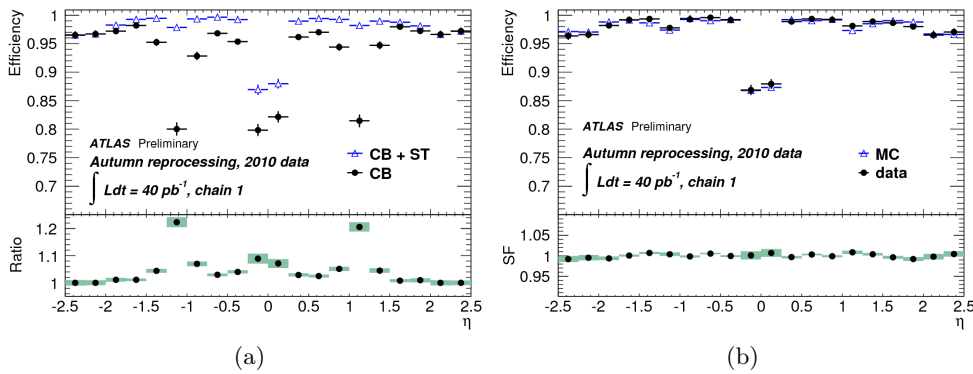 Efficiency
1
0.95
0.9
0.85
0.8
0.75
0.7
ATLAS Preliminary
Autumn reprocessing, 2010 data
∫ Ldt = 40 pb⁻¹, chain 1
CB + ST
CB
Ratio
1.2
1.1
1
-2.5 -2 -1.5 -1 -0.5 0 0.5 1 1.5 2 2.5
η
(a)
Efficiency
1
0.95
0.9
0.85
0.8
0.75
0.7
ATLAS Preliminary
Autumn reprocessing, 2010 data
∫ Ldt = 40 pb⁻¹, chain 1
MC
data
SF
1.05
1
0.95
-2.5 -2 -1.5 -1 -0.5 0 0.5 1 1.5 2 2.5
η
(b)